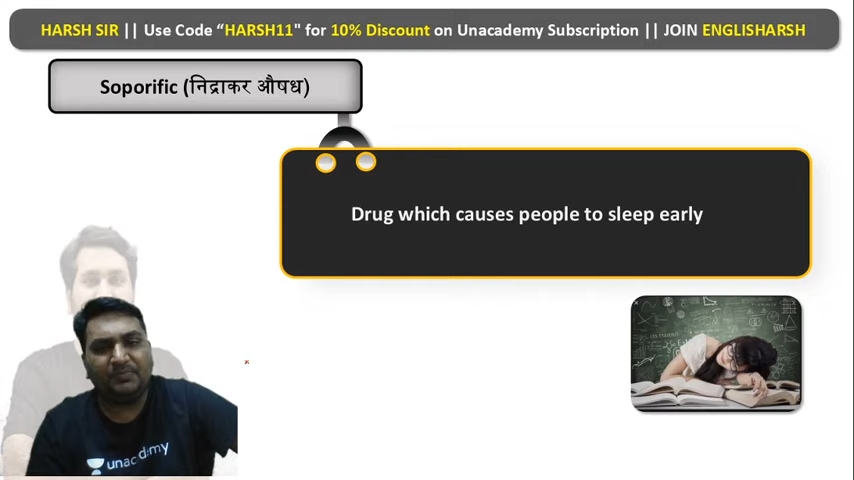 HARSH SIR || Use Code “HARSH11" for 10% Discount on Unacademy Subscription || JOIN ENGLISHARSH
Soporific (निद्राकर औषध)
Drug which causes people to sleep early
unacademy